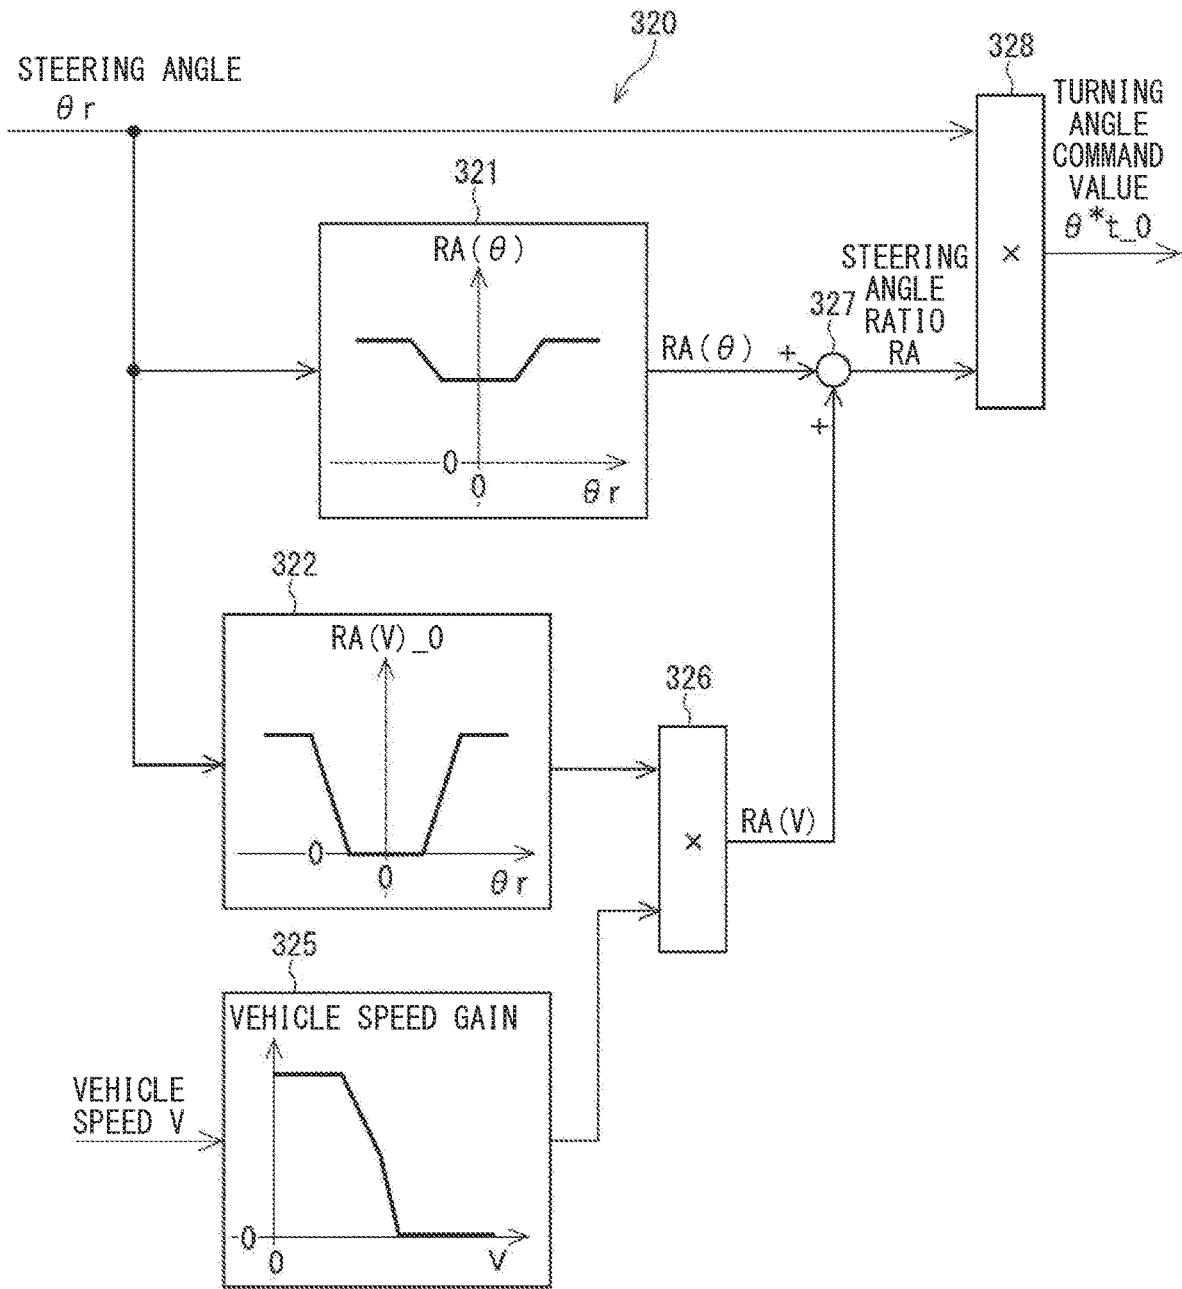 320
328
STEERING ANGLE
θr
TURNING
ANGLE
COMMAND
VALUE
θ*t_0
321
RA(θ)
STEERING
ANGLE
RATIO
RA
327
RA(θ)
+
+
×
0
0
θr
322
RA(V)_0
326
0
0
θr
×
RA(V)
325
VEHICLE SPEED GAIN
VEHICLE
SPEED V
0
0
V